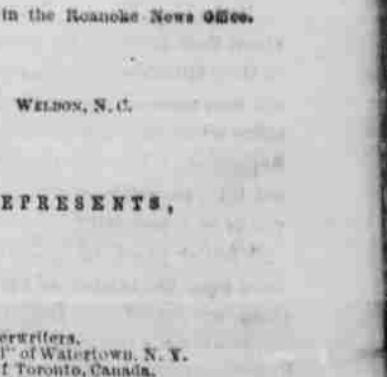 in the Roanoke News Office.
WELDON, N. C.
EPRESENTS,
erwriters.
l" of Watertown, N. Y.
f Toronto, Canada.